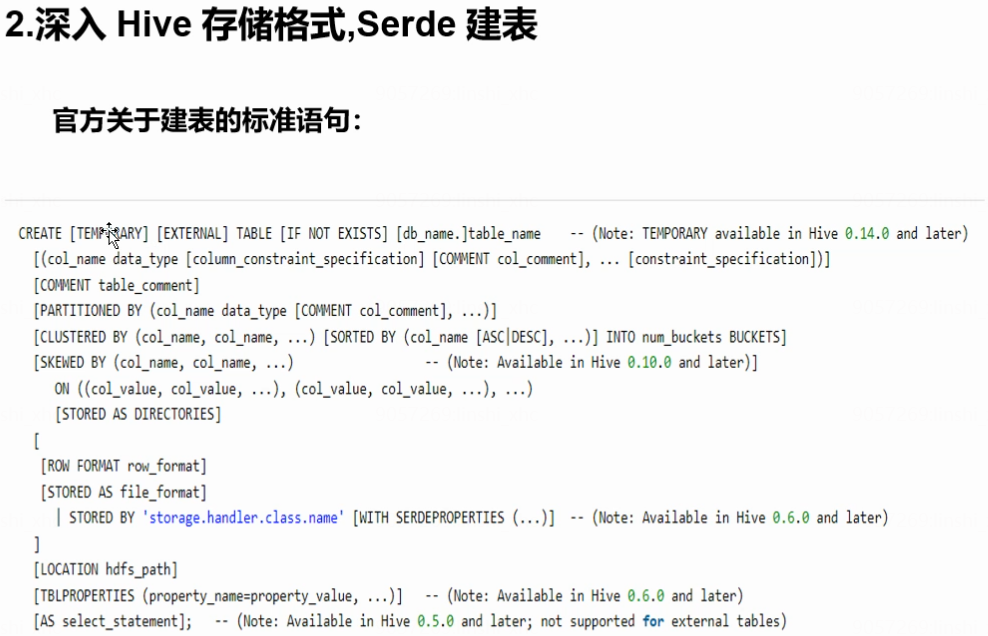 2.深入 Hive 存储格式,Serde 建表
官方关于建表的标准语句：
CREATE [TEMPORARY] [EXTERNAL] TABLE [IF NOT EXISTS] [db_name.]table_name    -- (Note: TEMPORARY available in Hive 0.14.0 and later)
  [(col_name data_type [column_constraint_specification] [COMMENT col_comment], ... [constraint_specification])]
  [COMMENT table_comment]
  [PARTITIONED BY (col_name data_type [COMMENT col_comment], ...)]
  [CLUSTERED BY (col_name, col_name, ...) [SORTED BY (col_name [ASC|DESC], ...)] INTO num_buckets BUCKETS]
  [SKEWED BY (col_name, col_name, ...)                  -- (Note: Available in Hive 0.10.0 and later)]
     ON ((col_value, col_value, ...), (col_value, col_value, ...), ...)
     [STORED AS DIRECTORIES]
  [
   [ROW FORMAT row_format]
   [STORED AS file_format]
     | STORED BY 'storage.handler.class.name' [WITH SERDEPROPERTIES (...)]  -- (Note: Available in Hive 0.6.0 and later)
  ]
  [LOCATION hdfs_path]
  [TBLPROPERTIES (property_name=property_value, ...)]   -- (Note: Available in Hive 0.6.0 and later)
  [AS select_statement];   -- (Note: Available in Hive 0.5.0 and later; not supported for external tables)